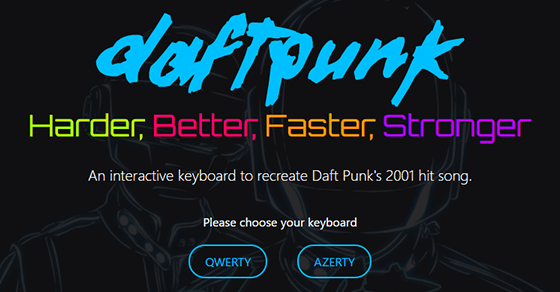 daftpunk
Harder, Better, Faster, Stronger
An interactive keyboard to recreate Daft Punk's 2001 hit song.
Please choose your keyboard
QWERTY AZERTY